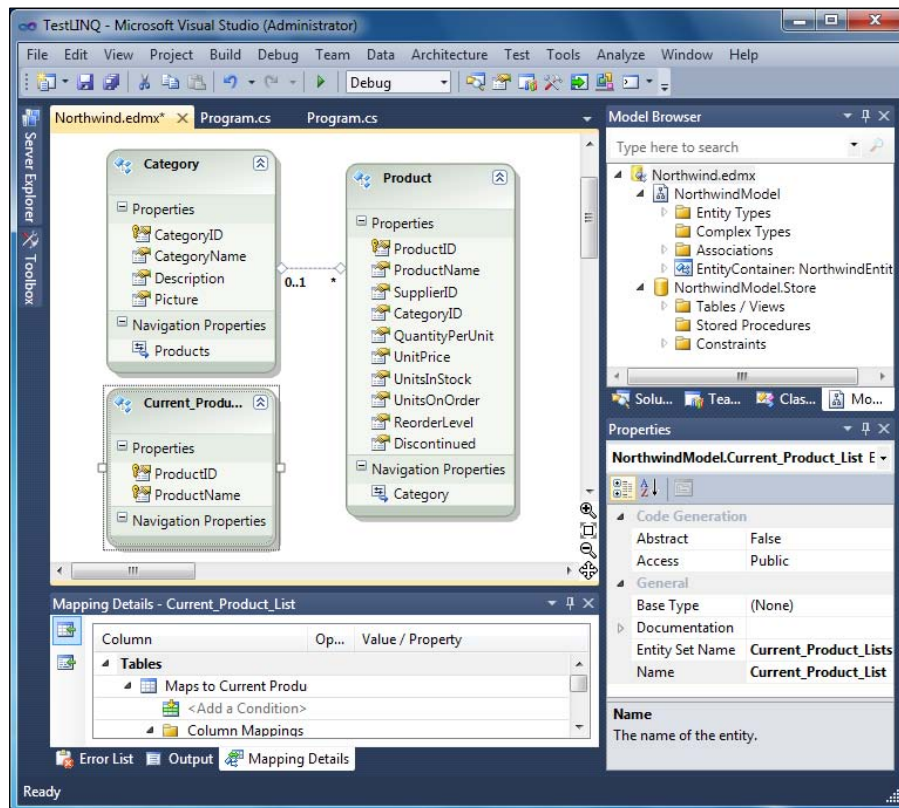 TestLINQ - Microsoft Visual Studio (Administrator)
File Edit View Project Build Debug Team Data Architecture Test Tools Analyze Window Help
Debug
Server Explorer
Toolbox
Northwind.edmx* Program.cs Program.cs
Category
Properties
CategoryID
CategoryName
Description
Picture
Navigation Properties
Products
0..1 *
Product
Properties
ProductID
ProductName
SupplierID
CategoryID
QuantityPerUnit
UnitPrice
UnitsInStock
UnitsOnOrder
ReorderLevel
Discontinued
Navigation Properties
Category
Current_Produ...
Properties
ProductID
ProductName
Navigation Properties
Mapping Details - Current_Product_List
Column Op... Value / Property
Tables
Maps to Current Produ
<Add a Condition>
Column Mappings
Error List Output Mapping Details
Model Browser
Type here to search
Northwind.edmx
NorthwindModel
Entity Types
Complex Types
Associations
EntityContainer: NorthwindEntit
NorthwindModel.Store
Tables / Views
Stored Procedures
Constraints
Solu... Tea... Clas... Mo...
Properties
NorthwindModel.Current_Product_List E
Code Generation
Abstract False
Access Public
General
Base Type (None)
Documentation
Entity Set Name Current_Product_Lists
Name Current_Product_List
Name
The name of the entity.
Ready